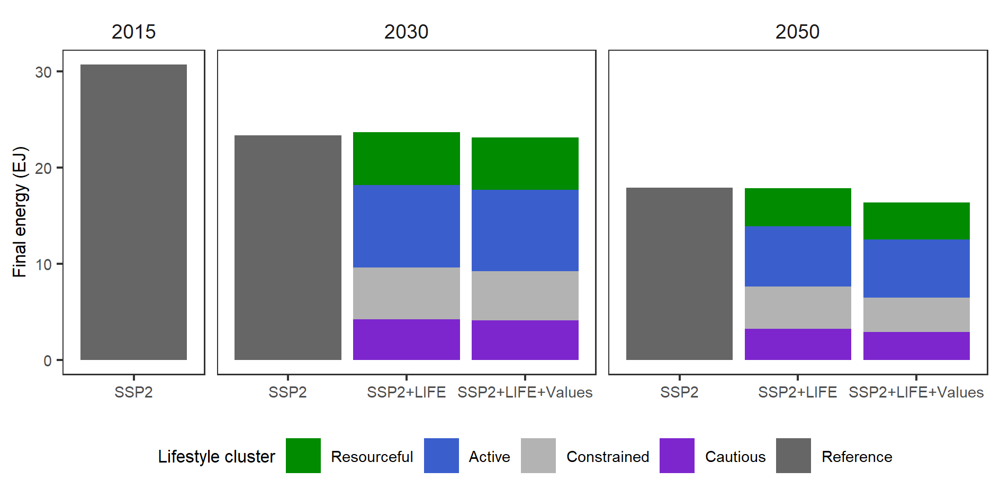 2015 2030 2050
Final energy (EJ)
30
20
10
0
SSP2 SSP2 SSP2+LIFE SSP2+LIFE+Values SSP2 SSP2+LIFE SSP2+LIFE+Values
Lifestyle cluster Resourceful Active Constrained Cautious Reference